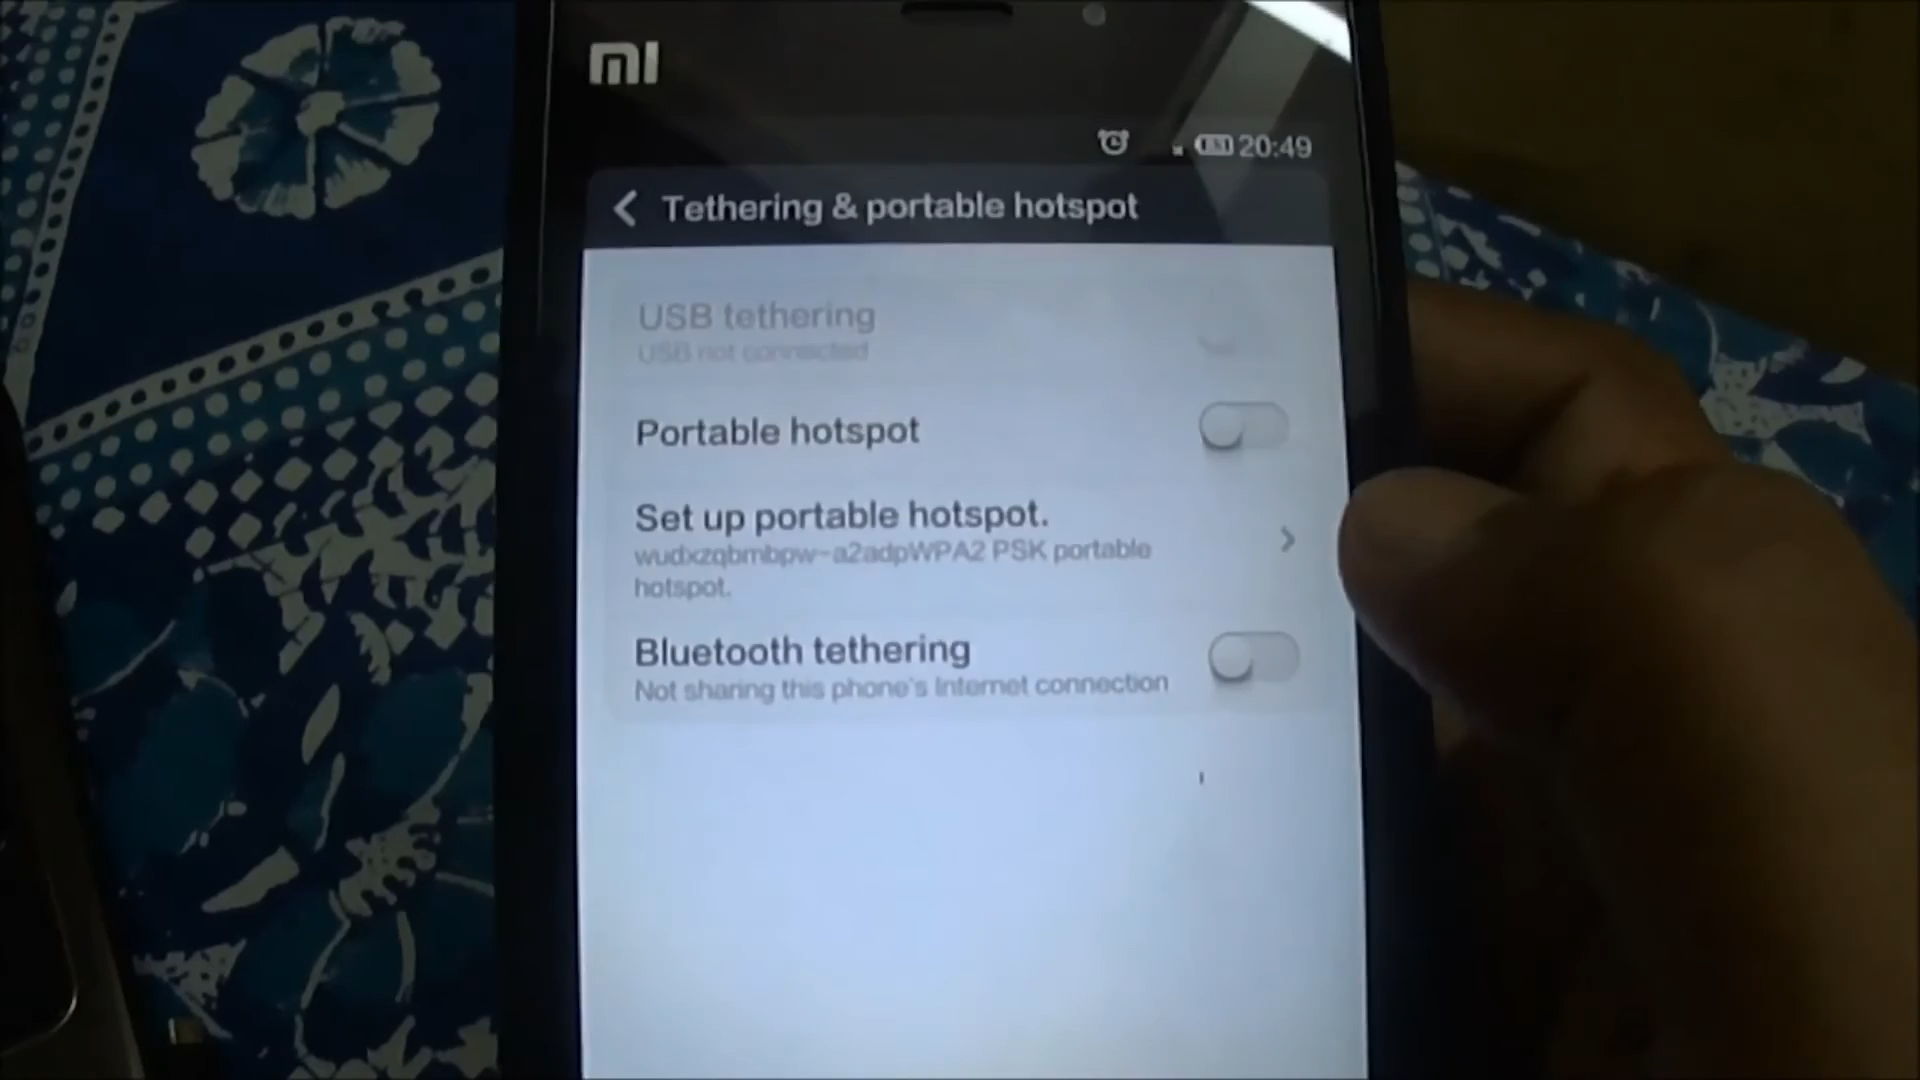 mi
20:49
Tethering & portable hotspot
USB tethering
USB not connected
Portable hotspot
Set up portable hotspot.
wudxzqbmbpw-a2adpWPA2 PSK portable
hotspot.
Bluetooth tethering
Not sharing this phone's Internet connection